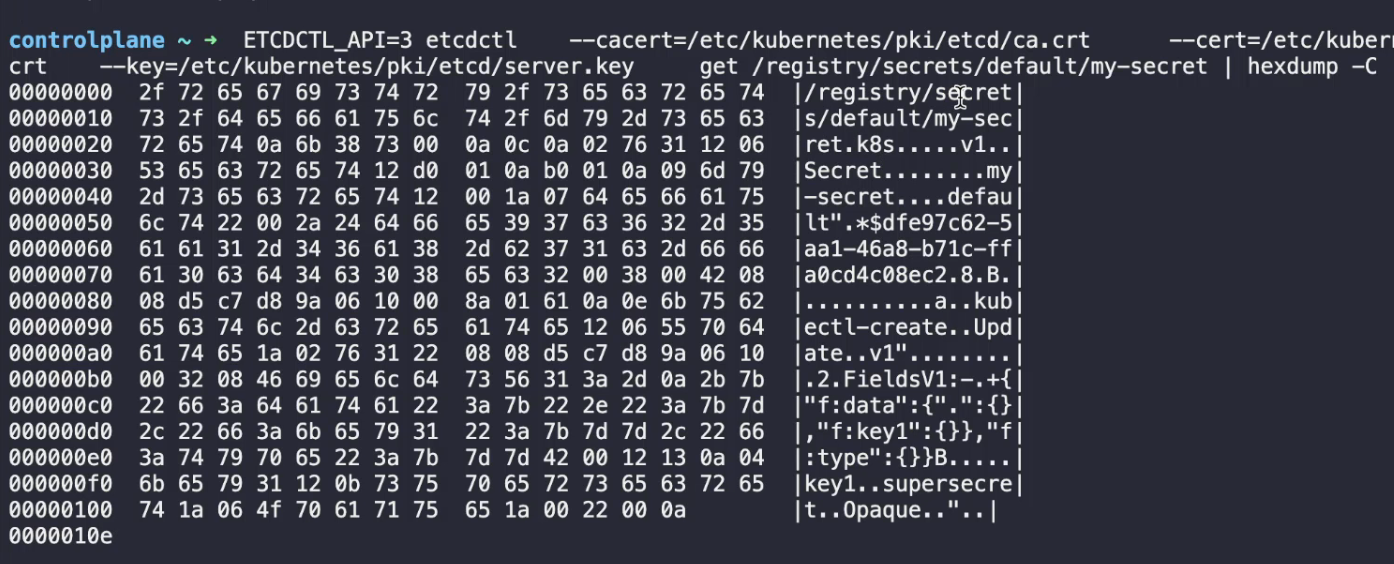 controlplane ~ ➜  ETCDCTL_API=3 etcdctl    --cacert=/etc/kubernetes/pki/etcd/ca.crt      --cert=/etc/kuber
crt    --key=/etc/kubernetes/pki/etcd/server.key     get /registry/secrets/default/my-secret | hexdump -C
00000000  2f 72 65 67 69 73 74 72  79 2f 73 65 63 72 65 74  |/registry/secret|
00000010  73 2f 64 65 66 61 75 6c  74 2f 6d 79 2d 73 65 63  |s/default/my-sec|
00000020  72 65 74 0a 6b 38 73 00  0a 0c 0a 02 76 31 12 06  |ret.k8s.....v1..|
00000030  53 65 63 72 65 74 12 d0  01 0a b0 01 0a 09 6d 79  |Secret........my|
00000040  2d 73 65 63 72 65 74 12  00 1a 07 64 65 66 61 75  |-secret....defau|
00000050  6c 74 22 00 2a 24 64 66  65 39 37 63 36 32 2d 35  |lt".*$dfe97c62-5|
00000060  61 61 31 2d 34 36 61 38  2d 62 37 31 63 2d 66 66  |aa1-46a8-b71c-ff|
00000070  61 30 63 64 34 63 30 38  65 63 32 00 38 00 42 08  |a0cd4c08ec2.8.B.|
00000080  08 d5 c7 d8 9a 06 10 00  8a 01 61 0a 0e 6b 75 62  |..........a..kub|
00000090  65 63 74 6c 2d 63 72 65  61 74 65 12 06 55 70 64  |ectl-create..Upd|
000000a0  61 74 65 1a 02 76 31 22  08 08 d5 c7 d8 9a 06 10  |ate..v1"........|
000000b0  00 32 08 46 69 65 6c 64  73 56 31 3a 2d 0a 2b 7b  |.2.FieldsV1:-.+{|
000000c0  22 66 3a 64 61 74 61 22  3a 7b 22 2e 22 3a 7b 7d  |"f:data":{".":{}|
000000d0  2c 22 66 3a 6b 65 79 31  22 3a 7b 7d 7d 2c 22 66  |,"f:key1":{}},"f|
000000e0  3a 74 79 70 65 22 3a 7b  7d 7d 42 00 12 13 0a 04  |:type":{}}B.....|
000000f0  6b 65 79 31 12 0b 73 75  70 65 72 73 65 63 72 65  |key1..supersecre|
00000100  74 1a 06 4f 70 61 71 75  65 1a 00 22 00 0a        |t..Opaque.."..|
0000010e